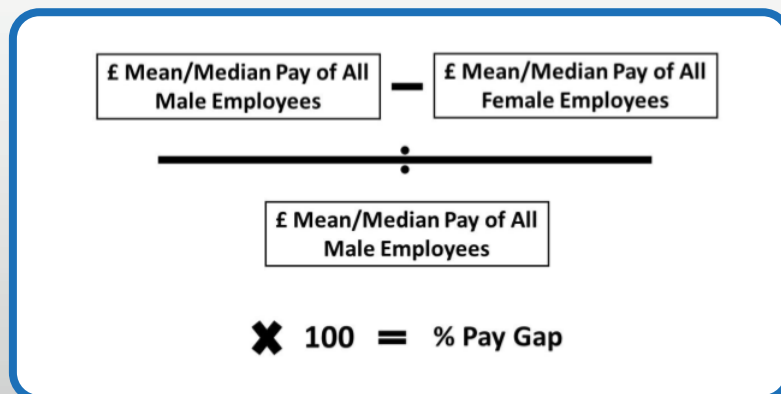 £ Mean/Median Pay of All
Male Employees
−
£ Mean/Median Pay of All
Female Employees
÷
£ Mean/Median Pay of All
Male Employees
✖ 100 = % Pay Gap